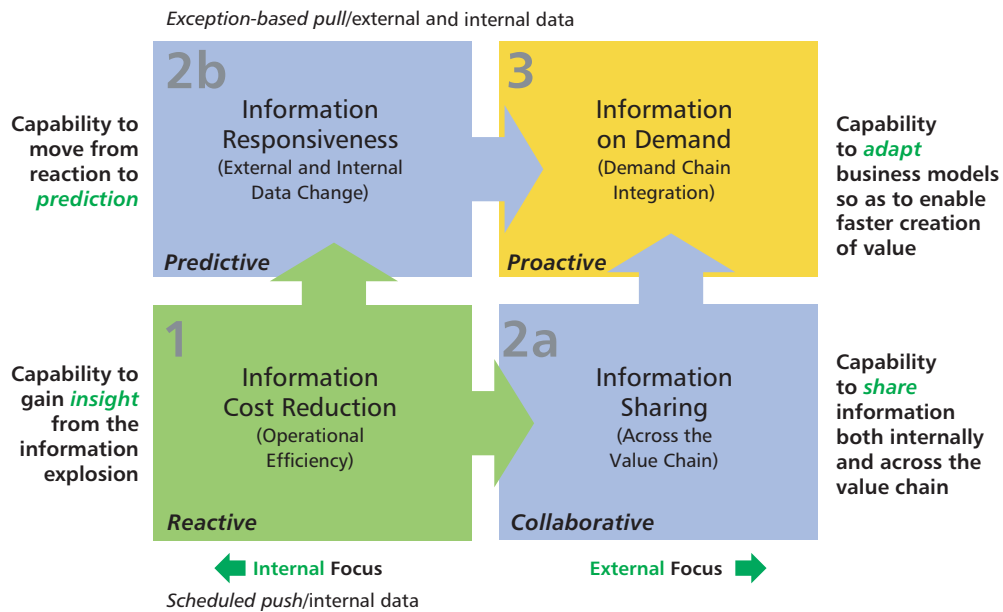 Exception-based pull/external and internal data
Capability to
move from
reaction to
prediction
2b
Information
Responsiveness
(External and Internal
Data Change)
Predictive
3
Information
on Demand
(Demand Chain
Integration)
Proactive
Capability
to adapt
business models
so as to enable
faster creation
of value
Capability to
gain insight
from the
information
explosion
1
Information
Cost Reduction
(Operational
Efficiency)
Reactive
2a
Information
Sharing
(Across the
Value Chain)
Collaborative
Capability
to share
information
both internally
and across the
value chain
Internal Focus
External Focus
Scheduled push/internal data